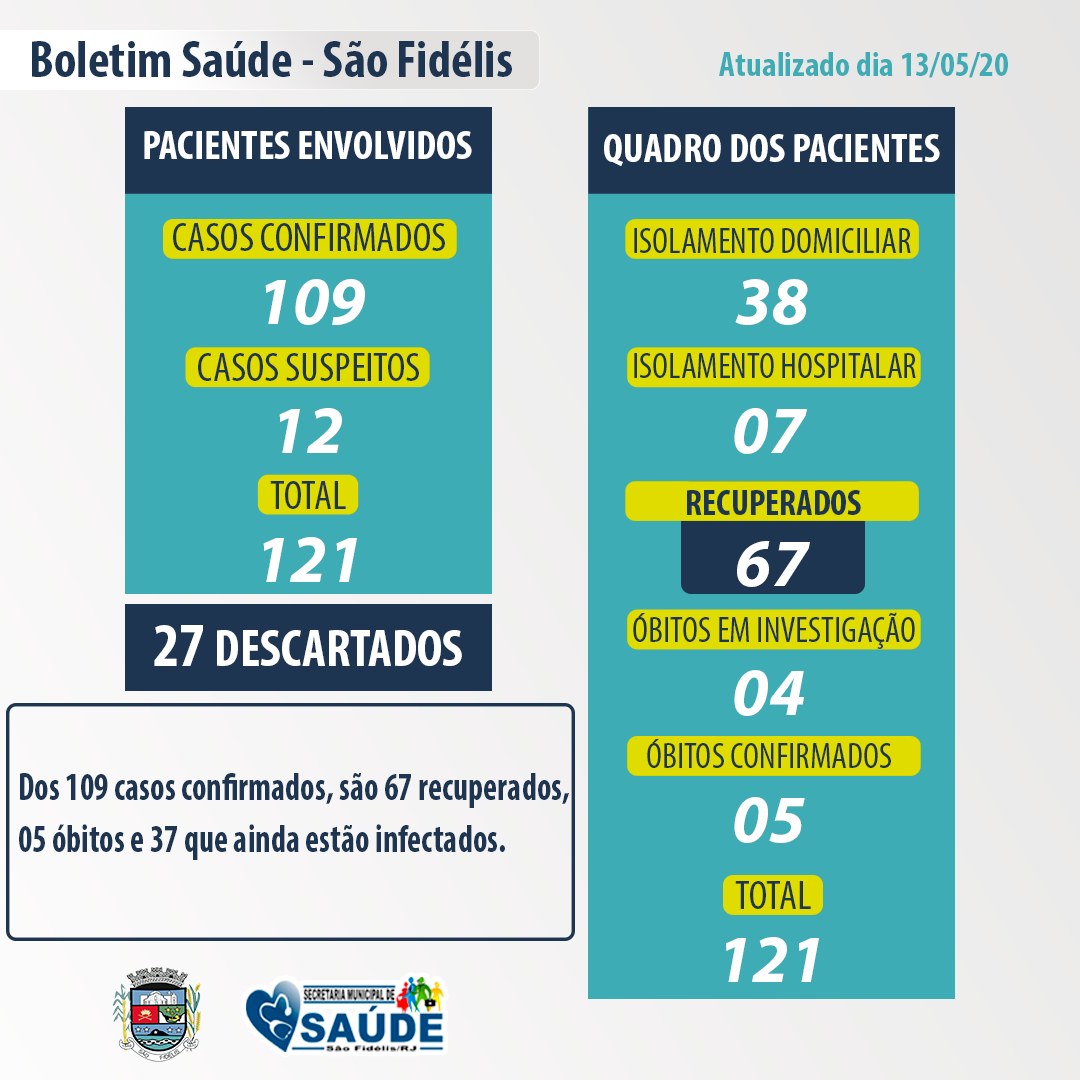 Boletim Saúde - São Fidélis
Atualizado dia 13/05/20
PACIENTES ENVOLVIDOS
CASOS CONFIRMADOS
109
CASOS SUSPEITOS
12
TOTAL
121
27 DESCARTADOS
Dos 109 casos confirmados, são 67 recuperados,
05 óbitos e 37 que ainda estão infectados.
QUADRO DOS PACIENTES
ISOLAMENTO DOMICILIAR
38
ISOLAMENTO HOSPITALAR
07
RECUPERADOS
67
ÓBITOS EM INVESTIGAÇÃO
04
ÓBITOS CONFIRMADOS
05
TOTAL
121
SÃO FIDÉLIS
SECRETARIA MUNICIPAL DE
SAÚDE
São Fidélis/RJ